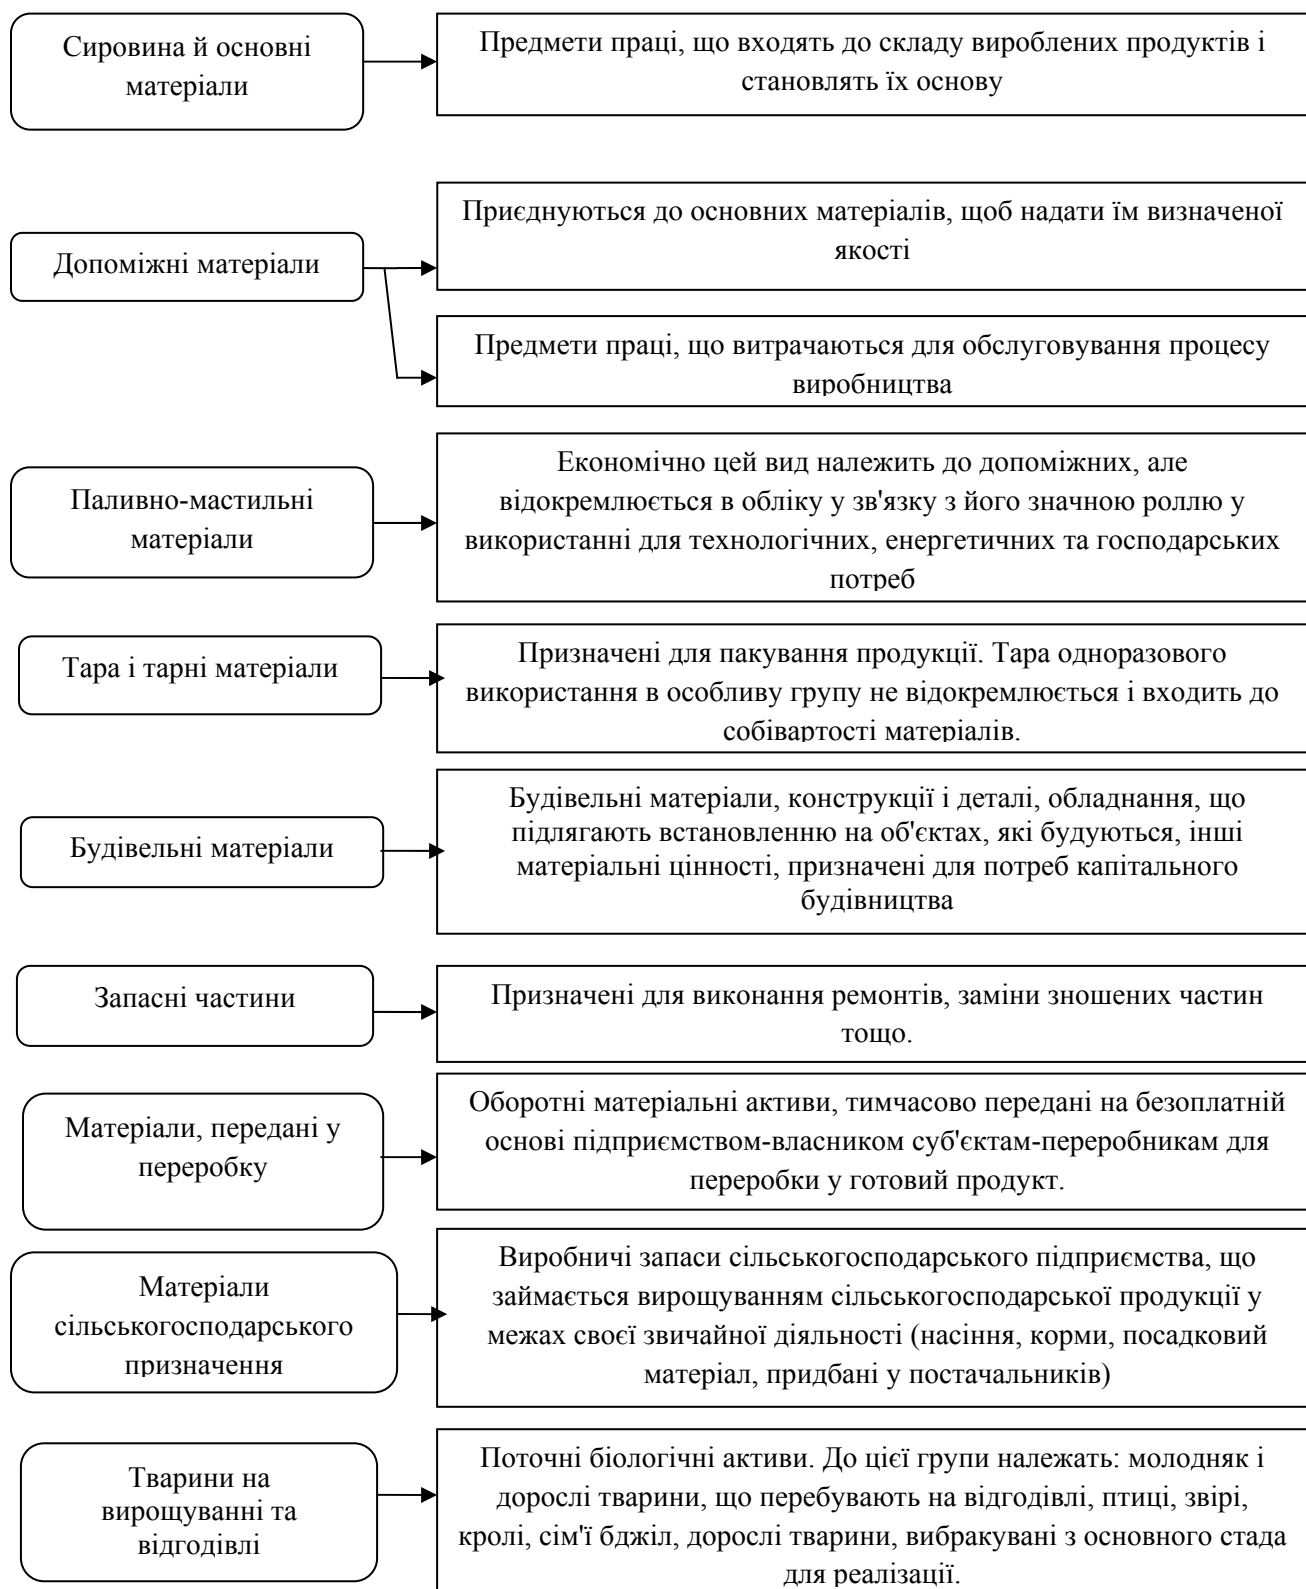 Сировина й основні
матеріали
Предмети праці, що входять до складу вироблених продуктів і
становлять їх основу
Допоміжні матеріали
Приєднуються до основних матеріалів, щоб надати їм визначеної
якості
Предмети праці, що витрачаються для обслуговування процесу
виробництва
Паливно-мастильні
матеріали
Економічно цей вид належить до допоміжних, але
відокремлюється в обліку у зв'язку з його значною роллю у
використанні для технологічних, енергетичних та господарських
потреб
Тара і тарні матеріали
Призначені для пакування продукції. Тара одноразового
використання в особливу групу не відокремлюється і входить до
собівартості матеріалів.
Будівельні матеріали
Будівельні матеріали, конструкції і деталі, обладнання, що
підлягають встановленню на об'єктах, які будуються, інші
матеріальні цінності, призначені для потреб капітального
будівництва
Запасні частини
Призначені для виконання ремонтів, заміни зношених частин
тощо.
Матеріали, передані у
переробку
Оборотні матеріальні активи, тимчасово передані на безоплатній
основі підприємством-власником суб'єктам-переробникам для
переробки у готовий продукт.
Матеріали
сільськогосподарського
призначення
Виробничі запаси сільськогосподарського підприємства, що
займається вирощуванням сільськогосподарської продукції у
межах своєї звичайної діяльності (насіння, корми, посадковий
матеріал, придбані у постачальників)
Тварини на
вирощуванні та
відгодівлі
Поточні біологічні активи. До цієї групи належать: молодняк і
дорослі тварини, що перебувають на відгодівлі, птиці, звірі,
кролі, сім'ї бджіл, дорослі тварини, вибракувані з основного стада
для реалізації.